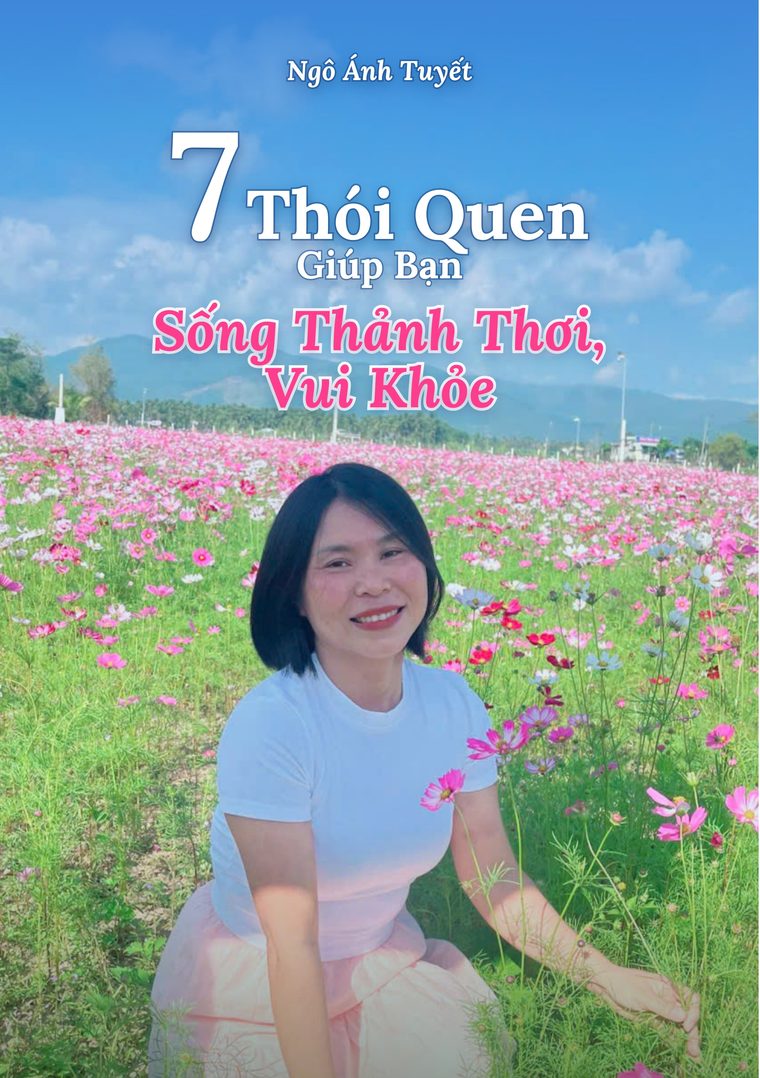 Ngô Ánh Tuyết
7 Thói Quen
Giúp Bạn
Sống Thảnh Thơi,
Vui Khỏe